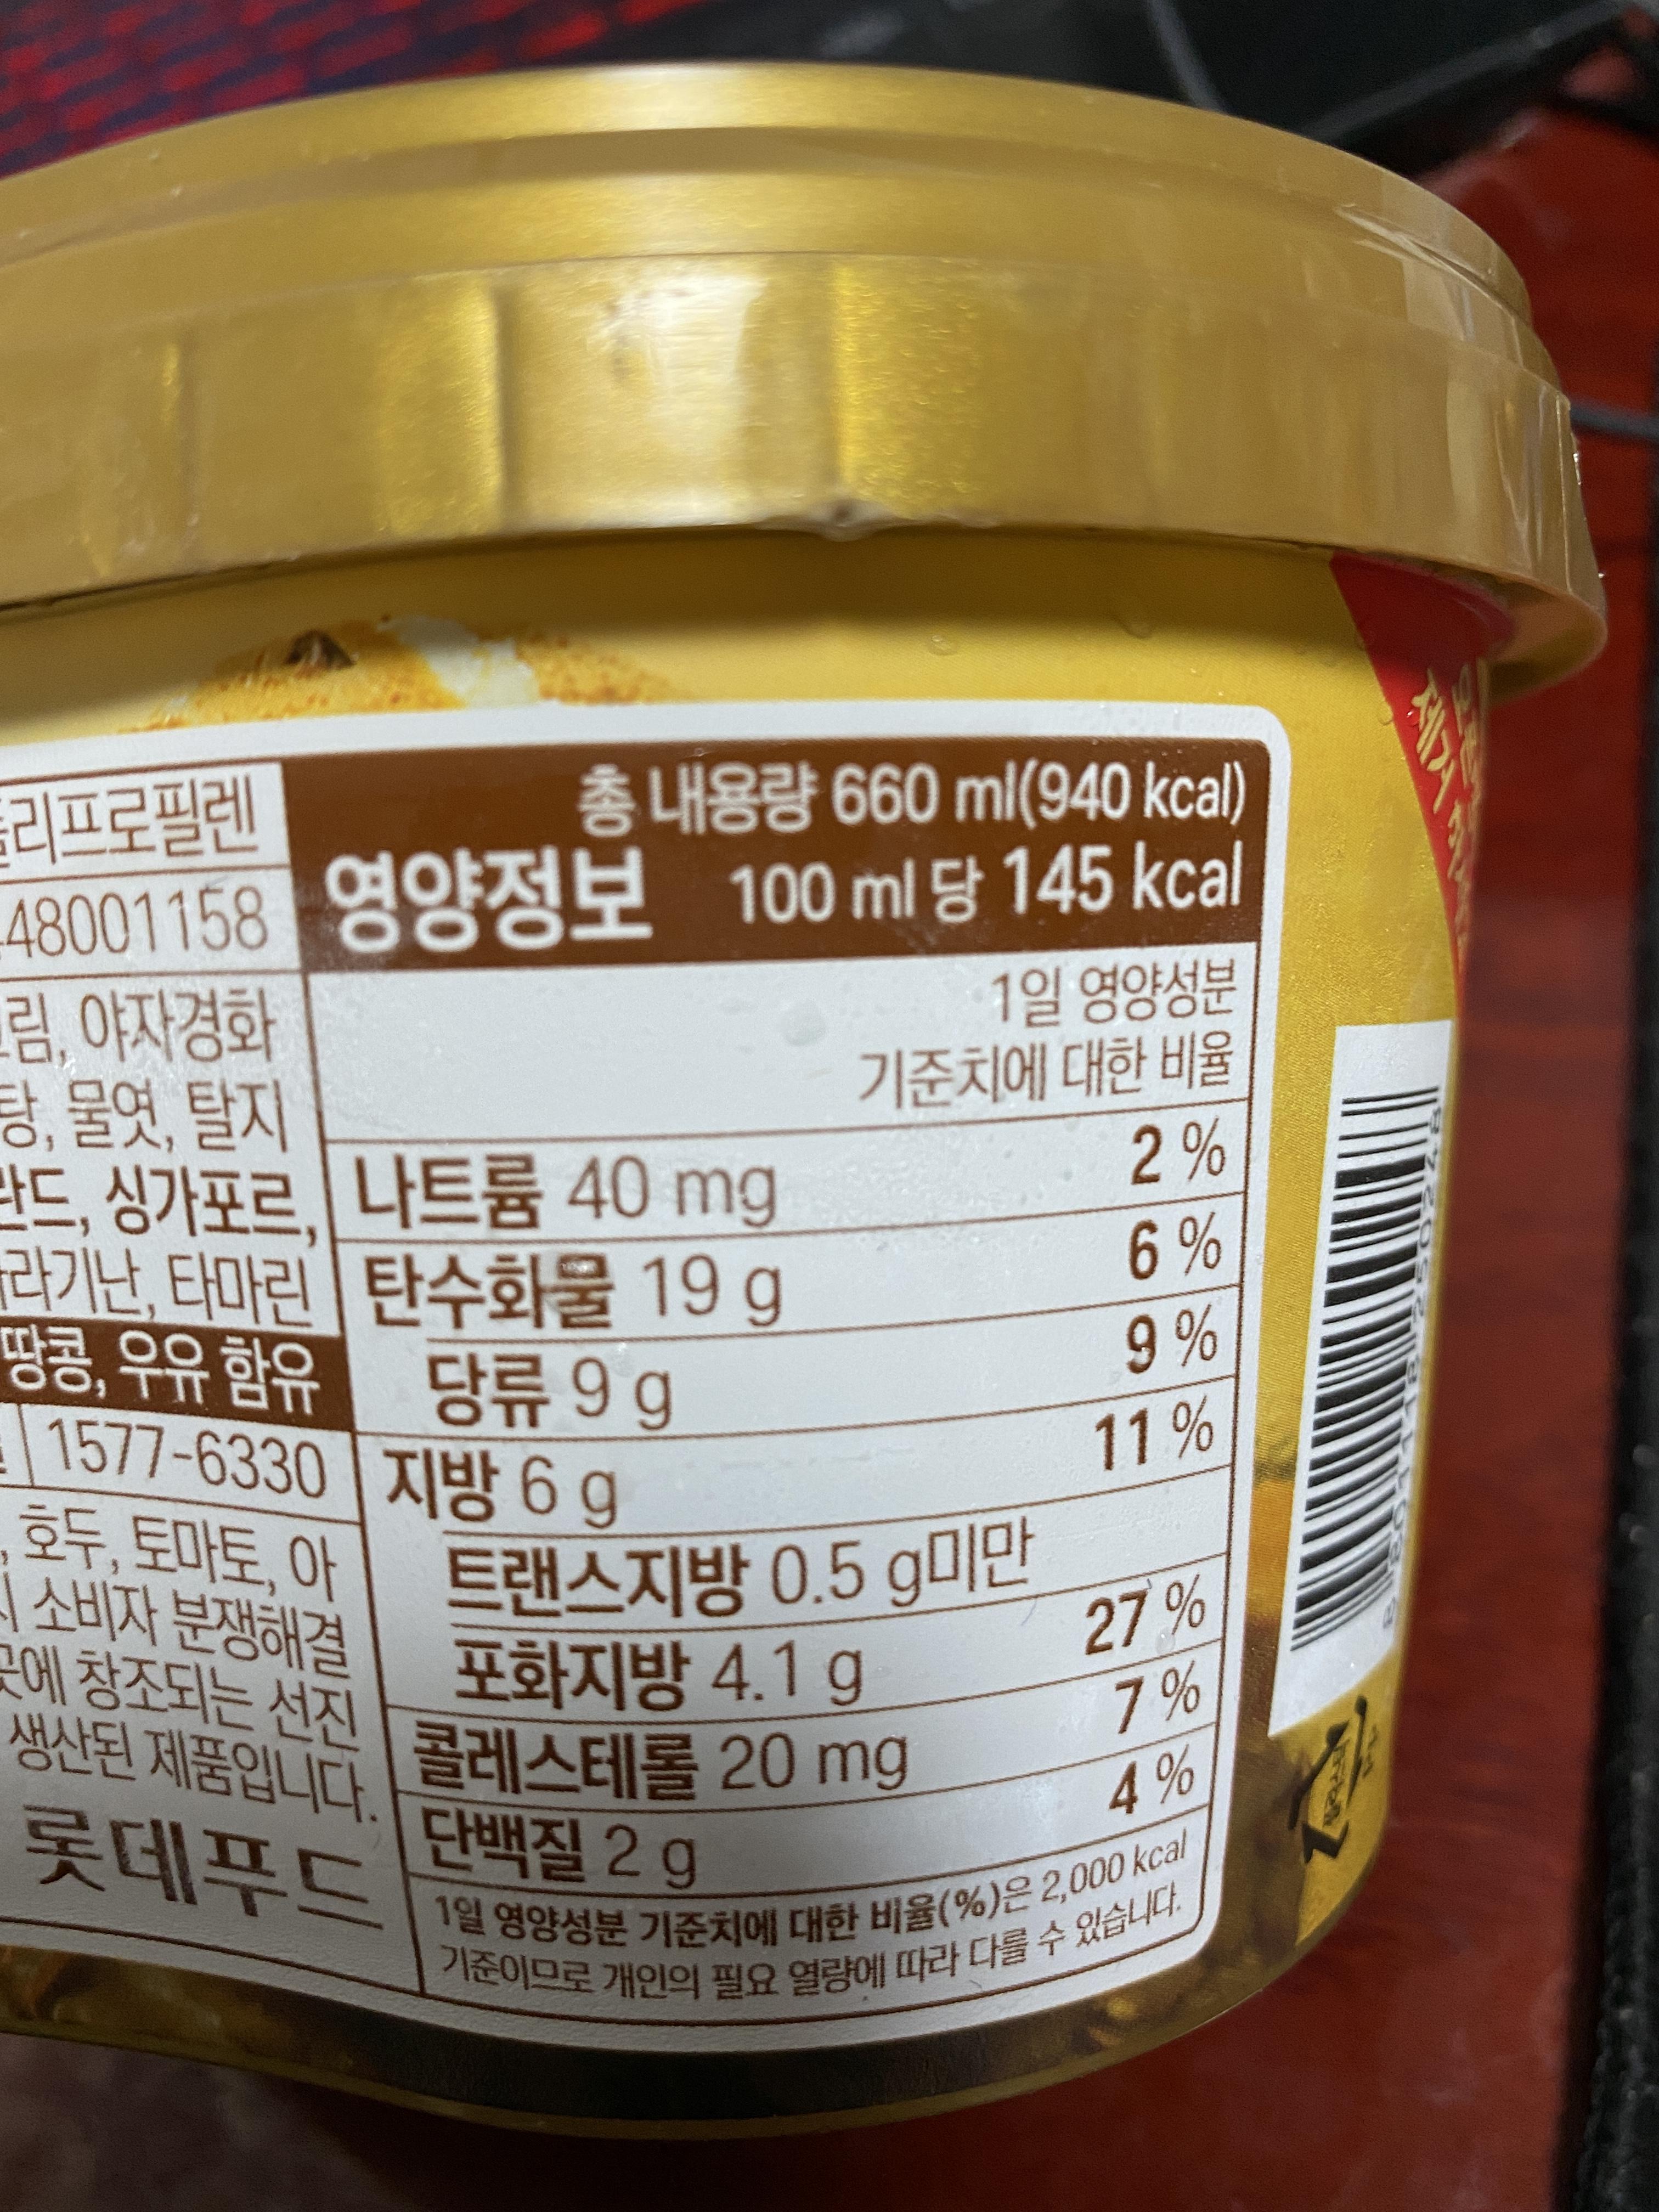 리프로필렌
48001158
림, 야자경화
탕, 물엿, 탈지
란드, 싱가포르,
라기난, 타마린
땅콩, 우유 함유
1577-6330
, 호두, 토마토, 아
시 소비자 분쟁해결
곳에 창조되는 선진
생산된 제품입니다.
롯데푸드
총 내용량 660 ml(940 kcal)
영양정보 100 ml 당 145 kcal
1일 영양성분
기준치에 대한 비율
나트륨 40 mg 2 %
탄수화물 19 g 6 %
당류 9 g 9 %
지방 6 g 11 %
트랜스지방 0.5 g미만
포화지방 4.1 g 27 %
콜레스테롤 20 mg 7 %
단백질 2 g 4 %
1일 영양성분 기준치에 대한 비율(%)은 2,000 kcal
기준이므로 개인의 필요 열량에 따라 다를 수 있습니다.